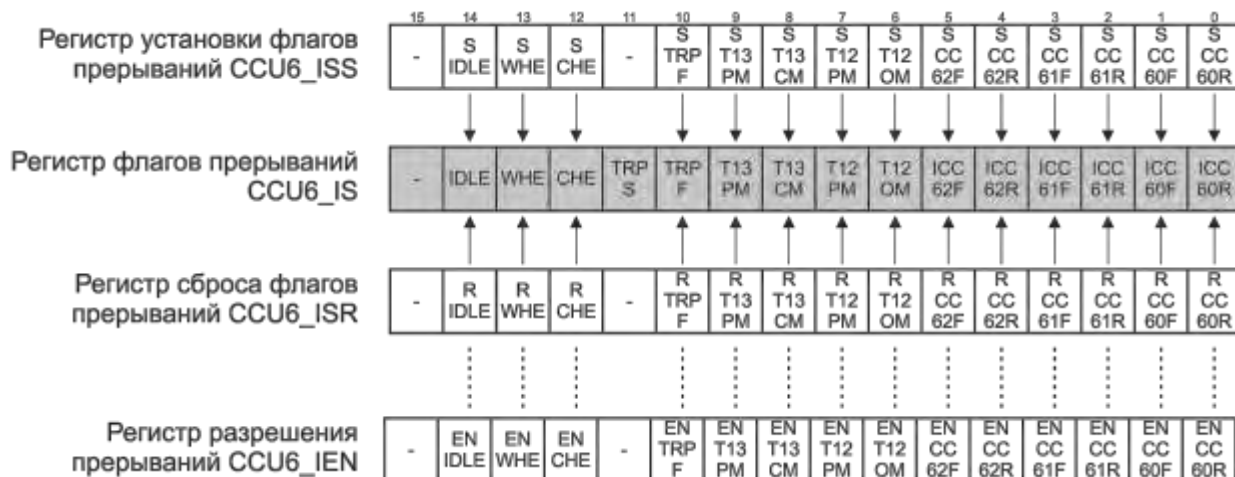 15 14 13 12 11 10 9 8 7 6 5 4 3 2 1 0
Регистр установки флагов
прерываний CCU6_ISS
- S IDLE S WHE S CHE - S TRP F S T13 PM S T13 CM S T12 PM S T12 OM S CC 62F S CC 62R S CC 61F S CC 61R S CC 60F S CC 60R
Регистр флагов прерываний
CCU6_IS
- IDLE WHE CHE TRP S TRP F T13 PM T13 CM T12 PM T12 OM ICC 62F ICC 62R ICC 61F ICC 61R ICC 60F ICC 60R
Регистр сброса флагов
прерываний CCU6_ISR
- R IDLE R WHE R CHE - R TRP F R T13 PM R T13 CM R T12 PM R T12 OM R CC 62F R CC 62R R CC 61F R CC 61R R CC 60F R CC 60R
Регистр разрешения
прерываний CCU6_IEN
- EN IDLE EN WHE EN CHE - EN TRP F EN T13 PM EN T13 CM EN T12 PM EN T12 OM EN CC 62F EN CC 62R EN CC 61F EN CC 61R EN CC 60F EN CC 60R